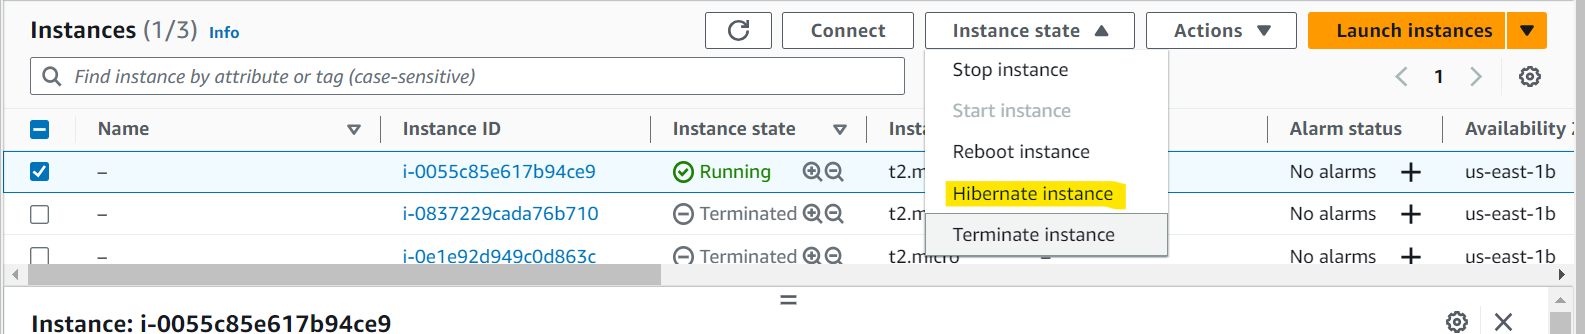 Instances (1/3) Info
Connect
Instance state
Actions
Launch instances
Find instance by attribute or tag (case-sensitive)
1
Stop instance
Start instance
Reboot instance
Hibernate instance
Terminate instance
Name Instance ID Instance state Alarm status Availability
– i-0055c85e617b94ce9 Running No alarms + us-east-1b
– i-0837229cada76b710 Terminated No alarms + us-east-1b
– i-0e1e92d949c0d863c Terminated t2.micro – No alarms + us-east-1b
Instance: i-0055c85e617b94ce9